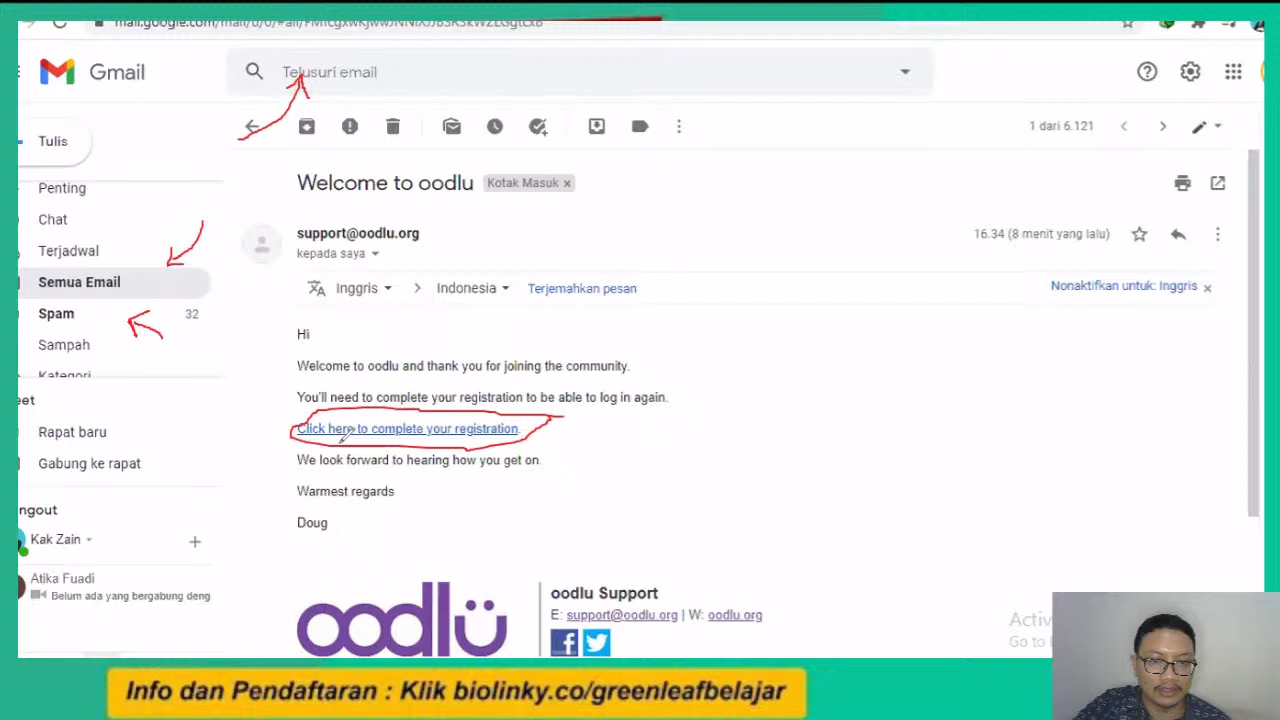 Gmail
Telusuri email
Tulis
1 dari 6.121
Penting
Chat
Terjadwal
Semua Email
Spam 32
Sampah
Kategori
Rapat baru
Gabung ke rapat
Kak Zain
Atika Fuadi
Belum ada yang bergabung deng
Welcome to oodlu Kotak Masuk x
support@oodlu.org
16.34 (8 menit yang lalu)
kepada saya
Inggris > Indonesia Terjemahkan pesan
Nonaktifkan untuk: Inggris x
Hi
Welcome to oodlu and thank you for joining the community.
You'll need to complete your registration to be able to log in again.
Click here to complete your registration.
We look forward to hearing how you get on.
Warmest regards
Doug
oodlu
oodlu Support
E: support@oodlu.org | W: oodlu.org
Go to
Info dan Pendaftaran : Klik biolinky.co/greenleafbelajar